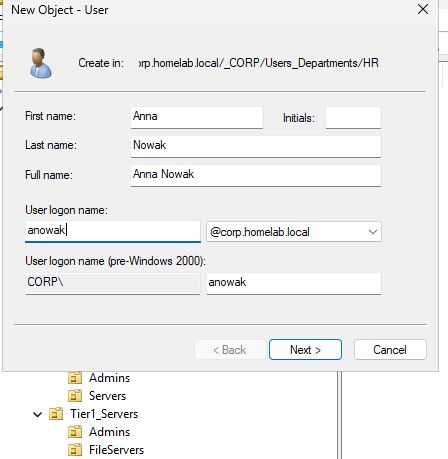 New Object - User
Create in: orp.homelab.local/_CORP/Users_Departments/HR
First name: Anna Initials:
Last name: Nowak
Full name: Anna Nowak
User logon name:
anowak @corp.homelab.local
User logon name (pre-Windows 2000):
CORP\ anowak
< Back Next > Cancel
Admins
Servers
Tier1_Servers
Admins
FileServers